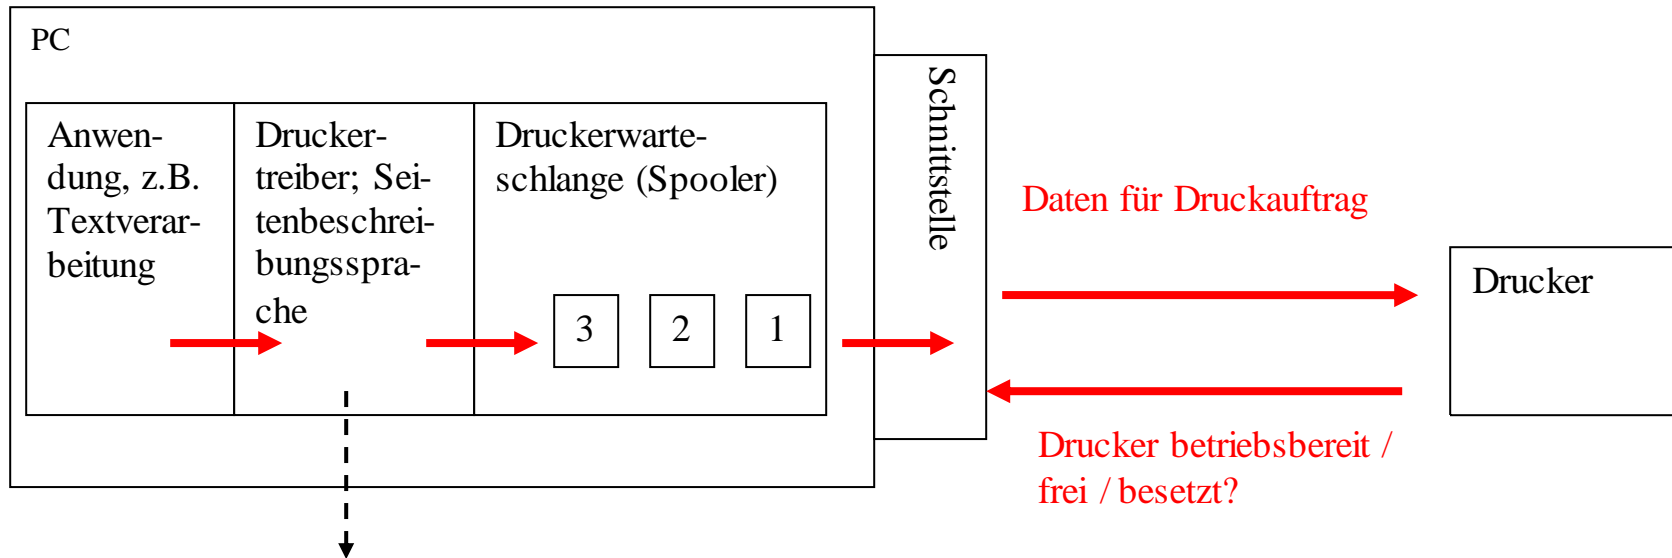 PC
Anwen-
dung, z.B.
Textverar-
beitung
Drucker-
treiber; Sei-
tenbeschrei-
bungsspra-
che
Druckerwarte-
schlange (Spooler)
3
2
1
Schnittstelle
Daten für Druckauftrag
Drucker
Drucker betriebsbereit /
frei / besetzt?